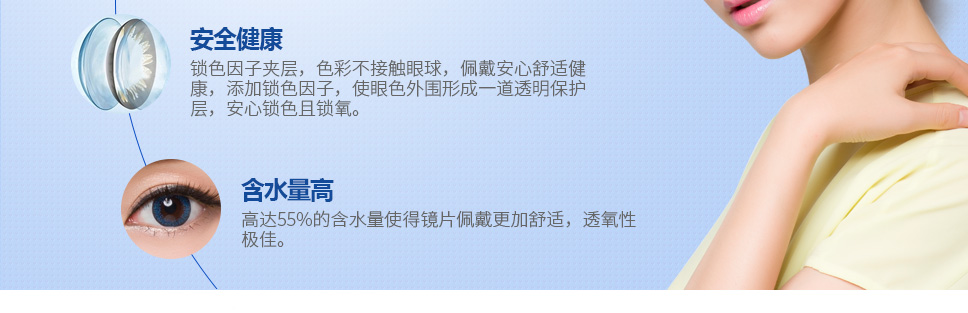 安全健康
锁色因子夹层，色彩不接触眼球，佩戴安心舒适健
康，添加锁色因子，使眼色外围形成一道透明保护
层，安心锁色且锁氧。
含水量高
高达55%的含水量使得镜片佩戴更加舒适，透氧性
极佳。